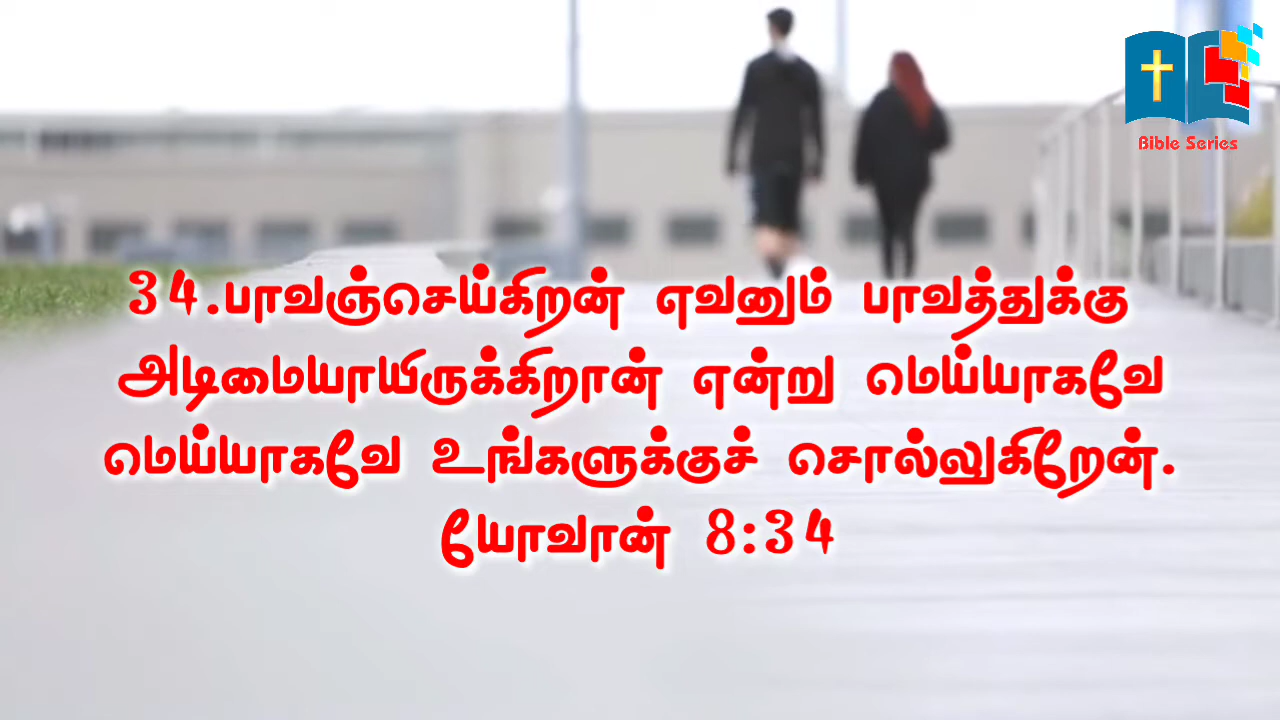 Bible Series
34.பாவஞ்செய்கிறன் எவனும் பாவத்துக்கு
அடிமையாயிருக்கிறான் என்று மெய்யாகவே
மெய்யாகவே உங்களுக்குச் சொல்லுகிறேன்.
யோவான் 8:34